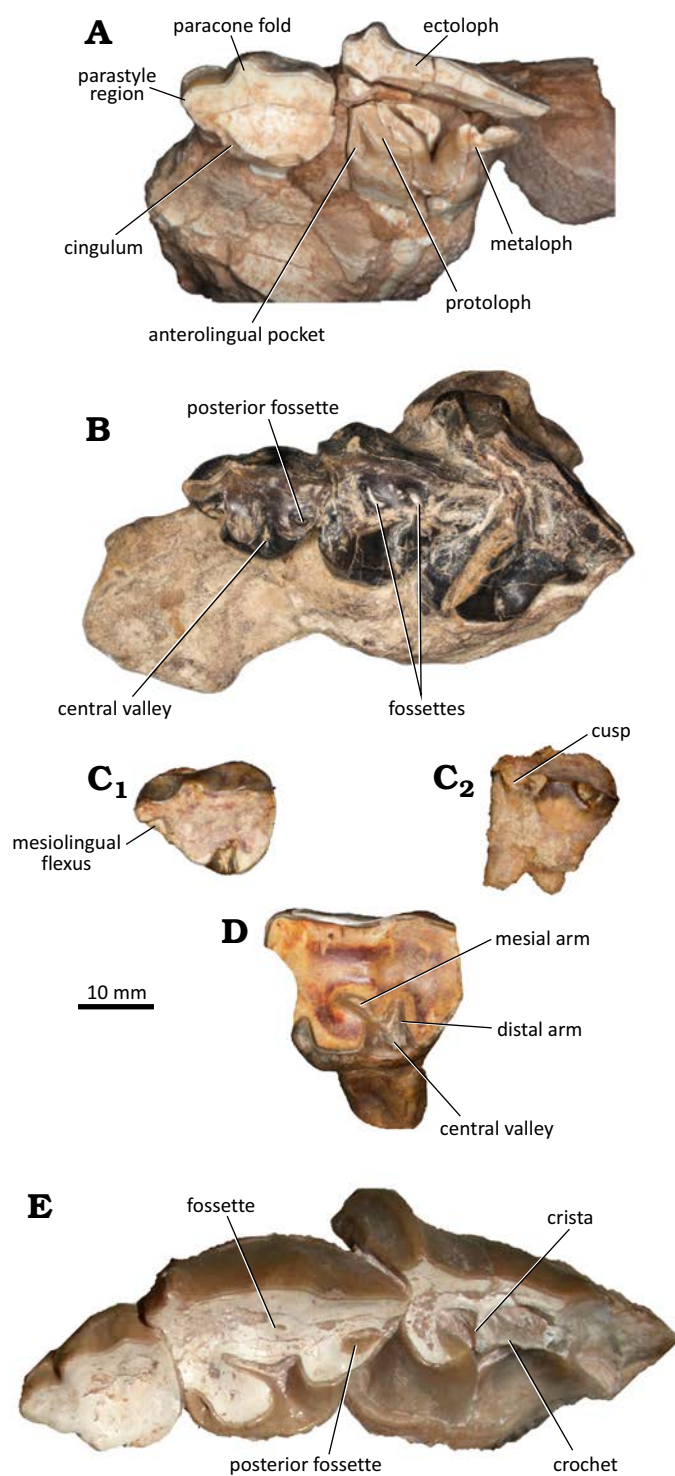 A
paracone fold
ectoloph
parastyle
region
cingulum
metaloph
protoloph
anterolingual pocket
B
posterior fossette
central valley
fossettes
cusp
C1
C2
mesiolingual
flexus
D
mesial arm
10 mm
distal arm
central valley
E
fossette
crista
posterior fossette
crochet